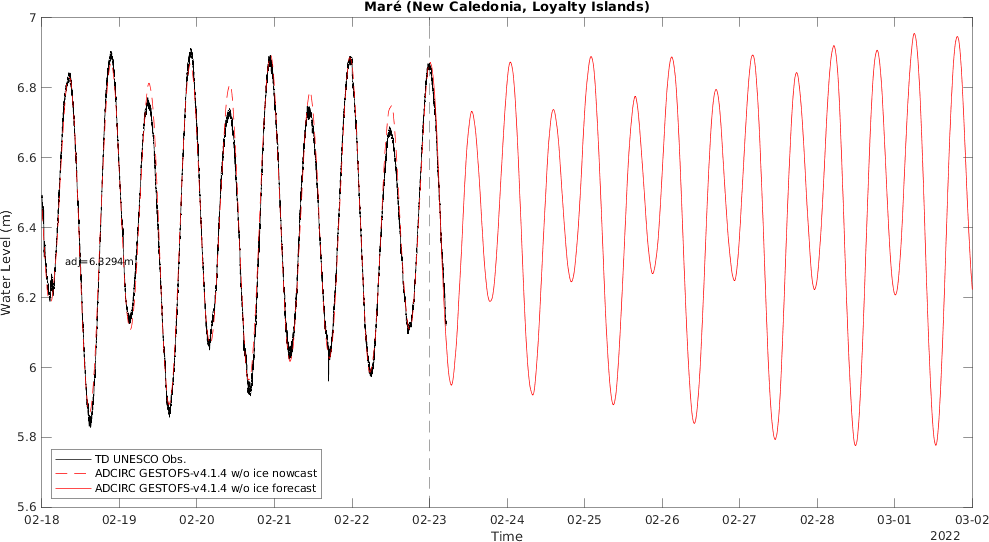 Maré (New Caledonia, Loyalty Islands)
Water Level (m)
7
6.8
6.6
6.4
6.2
6
5.8
5.6
adj=6.3294m
TD UNESCO Obs.
ADCIRC GESTOFS-v4.1.4 w/o ice nowcast
ADCIRC GESTOFS-v4.1.4 w/o ice forecast
02-18 02-19 02-20 02-21 02-22 02-23 02-24 02-25 02-26 02-27 02-28 03-01 03-02
Time
2022